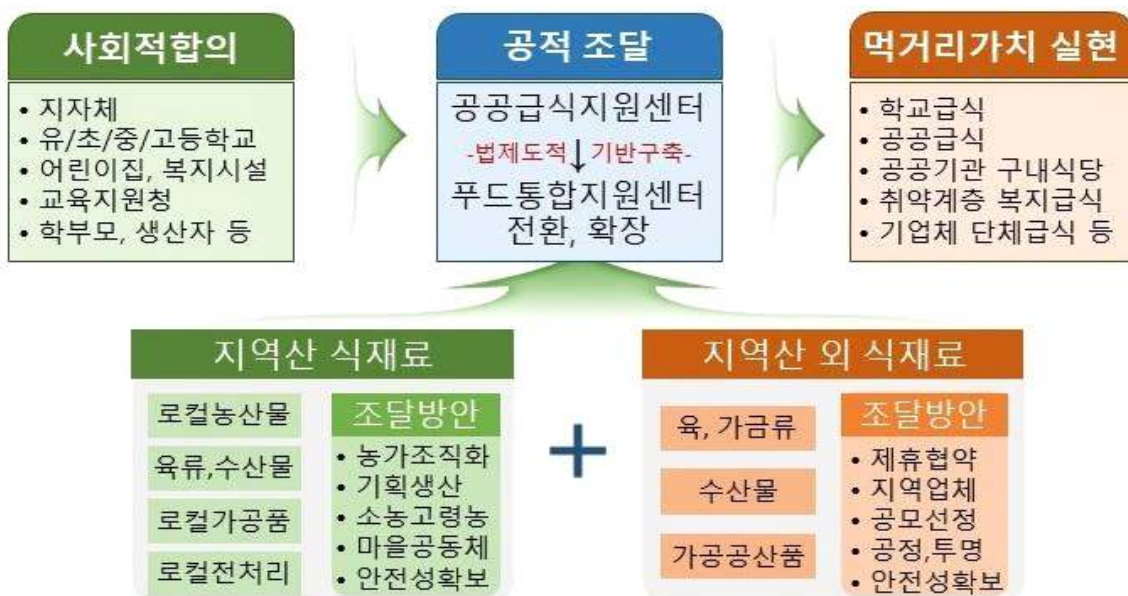 사회적합의
• 지자체
• 유/초/중/고등학교
• 어린이집, 복지시설
• 교육지원청
• 학부모, 생산자 등
공적 조달
공공급식지원센터
-법제도적↓기반구축-
푸드통합지원센터
전환, 확장
먹거리가치 실현
• 학교급식
• 공공급식
• 공공기관 구내식당
• 취약계층 복지급식
• 기업체 단체급식 등
지역산 식재료
로컬농산물
육류,수산물
로컬가공품
로컬전처리
조달방안
• 농가조직화
• 기획생산
• 소농고령농
• 마을공동체
• 안전성확보
+
지역산 외 식재료
육, 가금류
수산물
가공공산품
조달방안
• 제휴협약
• 지역업체
• 공모선정
• 공정,투명
• 안전성확보